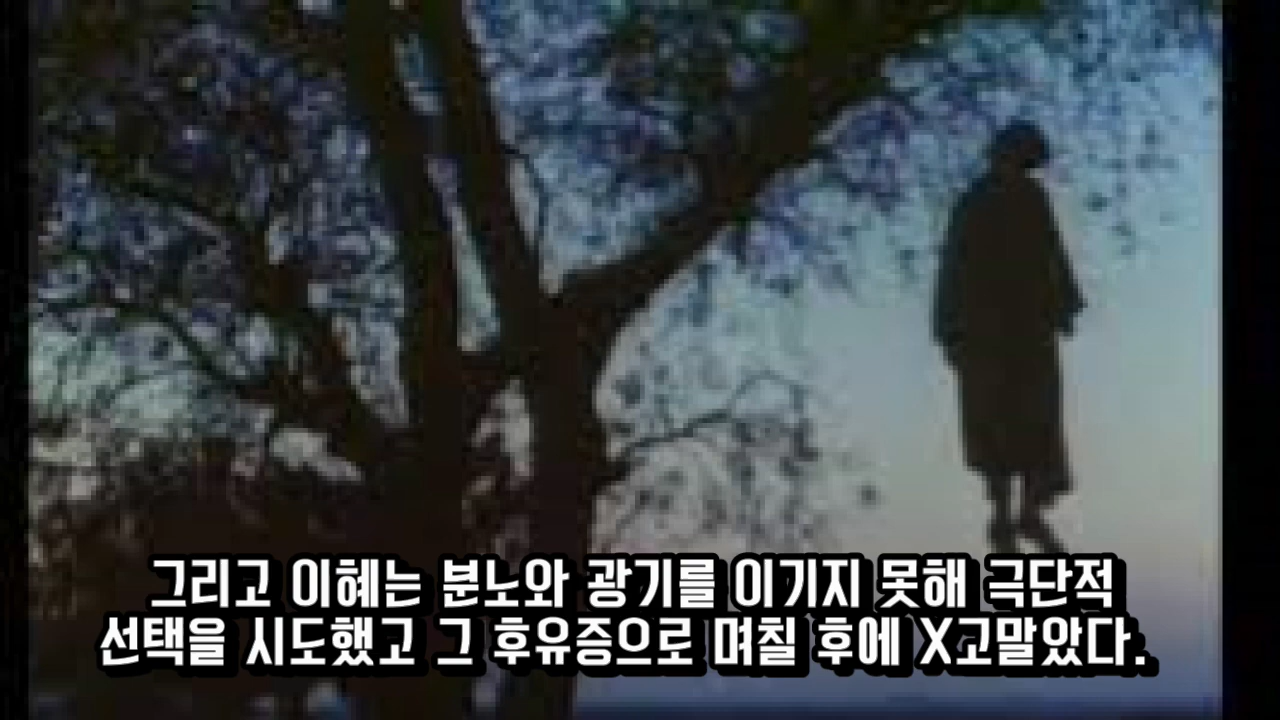 그리고 이혜는 분노와 광기를 이기지 못해 극단적
선택을 시도했고 그 후유증으로 며칠 후에 X고말았다.